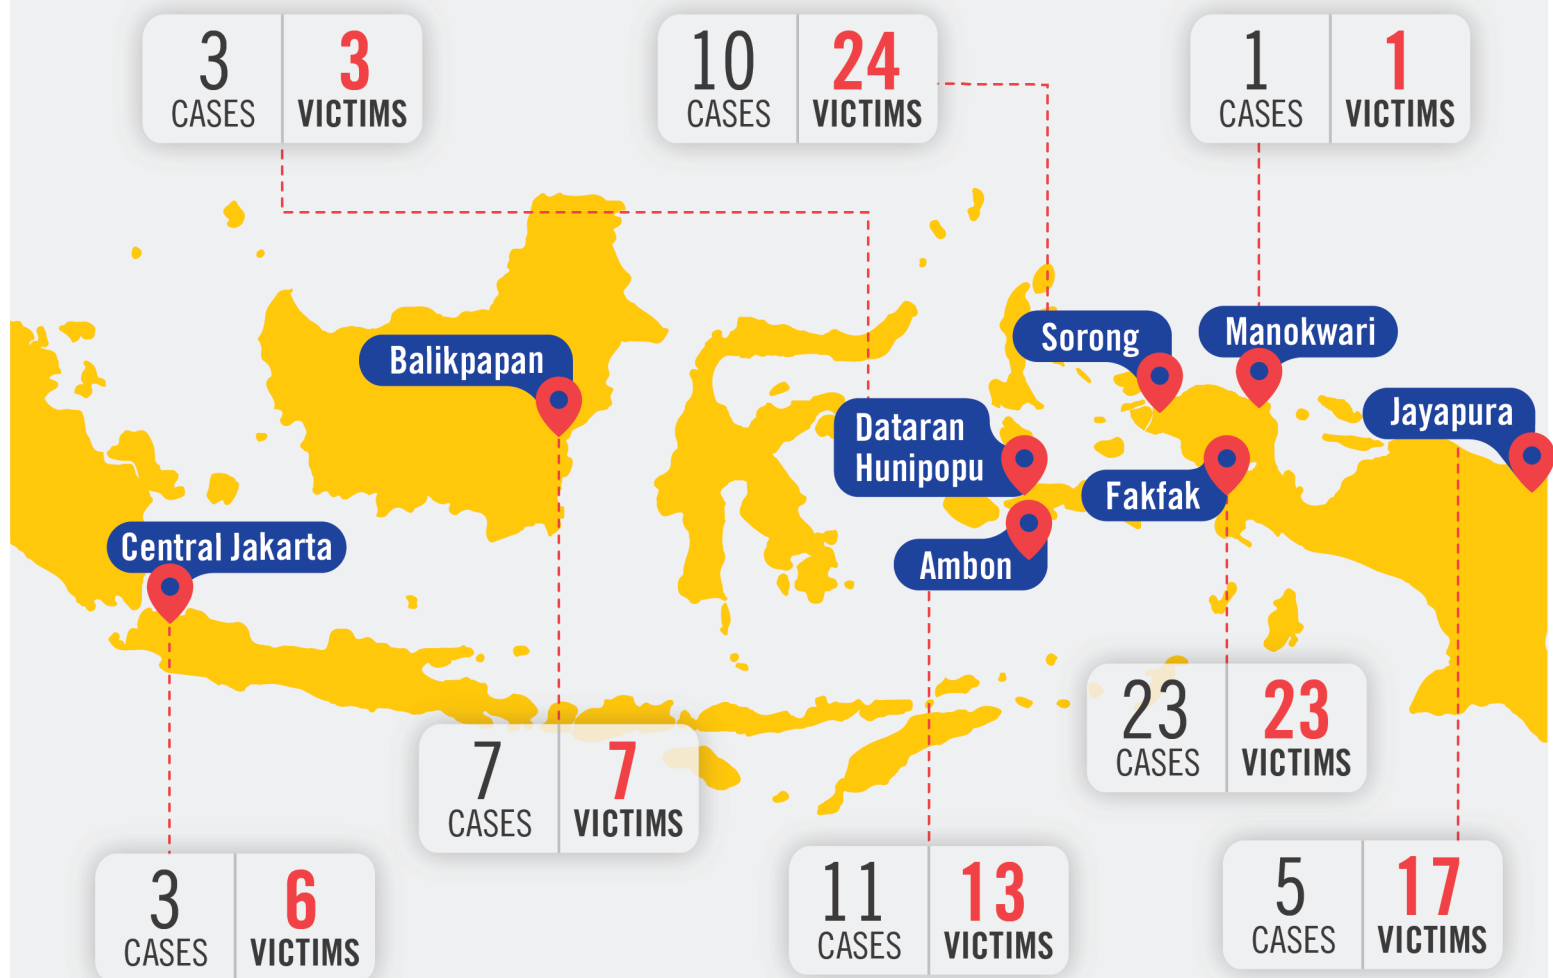 3
CASES
3
VICTIMS
10
CASES
24
VICTIMS
1
CASES
1
VICTIMS
Sorong
Manokwari
Balikpapan
Dataran
Hunipopu
Jayapura
Fakfak
Central Jakarta
Ambon
23
CASES
23
VICTIMS
7
CASES
7
VICTIMS
3
CASES
6
VICTIMS
11
CASES
13
VICTIMS
5
CASES
17
VICTIMS